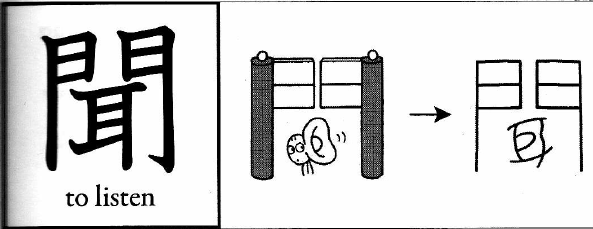 聞
to listen